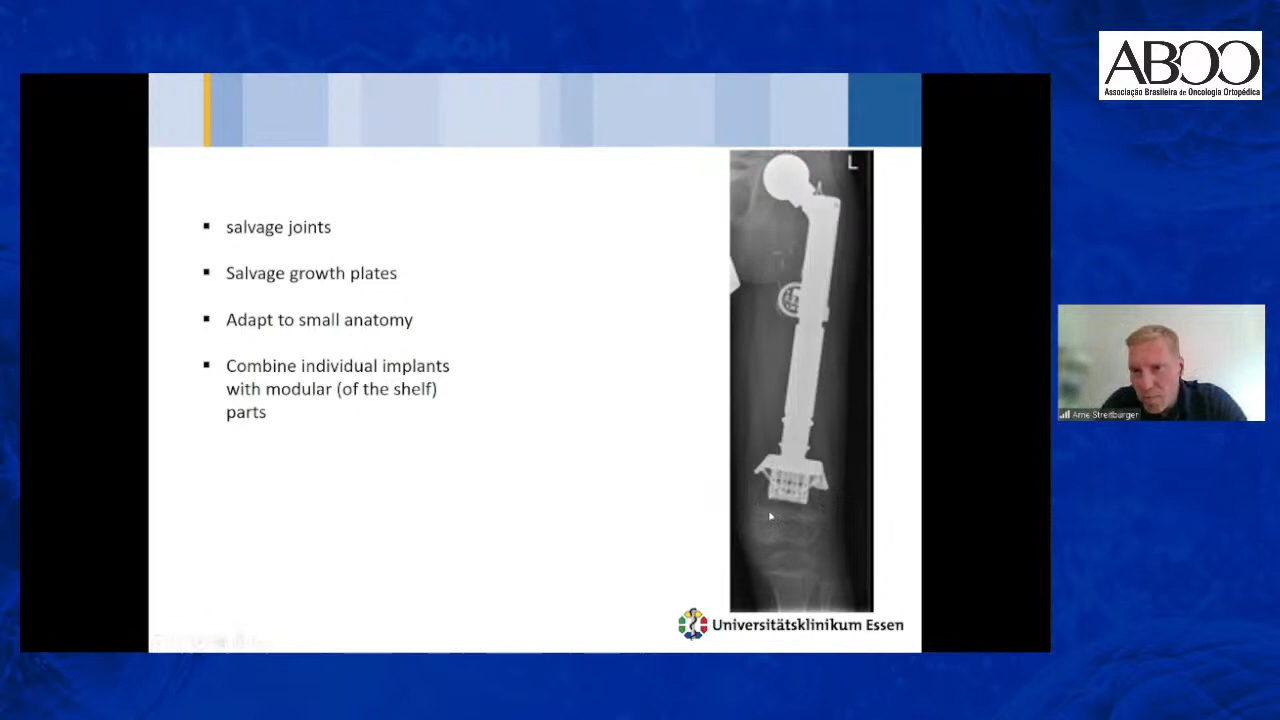 ABOO
Associação Brasileira de Oncologia Ortopédica
L
salvage joints
Salvage growth plates
Adapt to small anatomy
Combine individual implants
with modular (of the shelf)
parts
Arne Streitbürger
Universitätsklinikum Essen